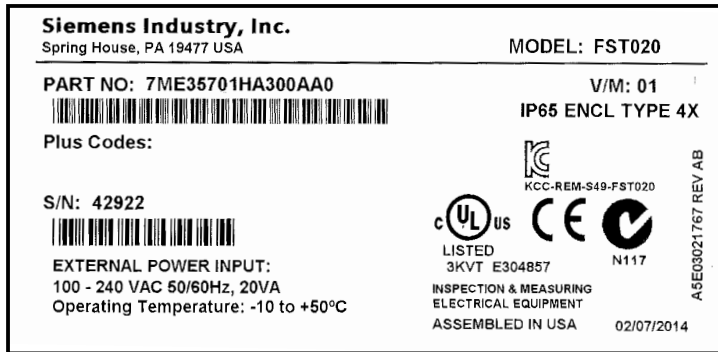 Siemens Industry, Inc.
Spring House, PA 19477 USA
MODEL: FST020
PART NO: 7ME35701HA300AA0
V/M: 01
IP65 ENCL TYPE 4X
Plus Codes:
KCC-REM-S49-FST020
S/N: 42922
C UL US
CE
LISTED
3KVT E304857
N117
EXTERNAL POWER INPUT:
100 - 240 VAC 50/60Hz, 20VA
Operating Temperature: -10 to +50ºC
INSPECTION & MEASURING
ELECTRICAL EQUIPMENT
ASSEMBLED IN USA 02/07/2014
A5E03021767 REV AB